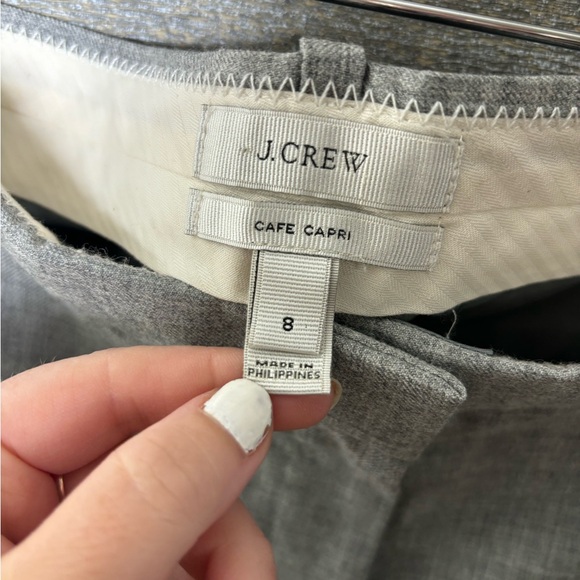 J.CREW
CAFE CAPRI
8
MADE IN
PHILIPPINES